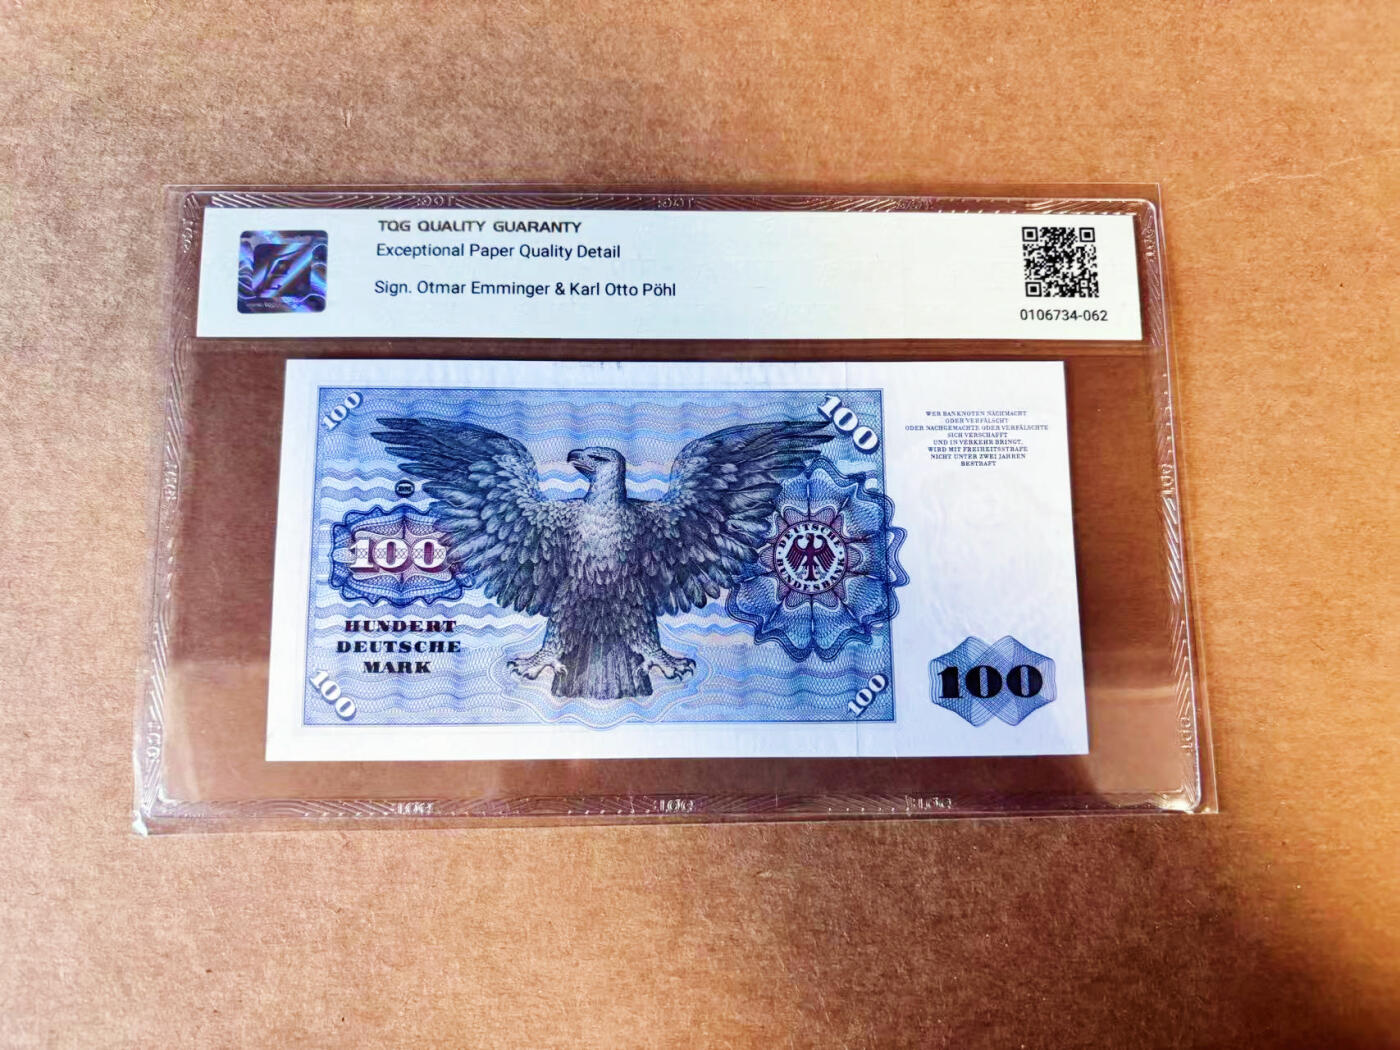 TQG QUALITY GUARANTY
Exceptional Paper Quality Detail
Sign. Otmar Emminger & Karl Otto Pöhl
0106734-062
100
100
WER BANKNOTEN NACHMACHT
ODER VERFÄLSCHT
ODER NACHGEMACHTE ODER VERFÄLSCHTE
SICH VERSCHAFFT
UND IN VERKEHR BRINGT,
WIRD MIT FREIHEITSSTRAFE
NICHT UNTER ZWEI JAHREN
BESTRAFT
100
DEUTSCHE
BUNDESBANK
HUNDERT
DEUTSCHE
MARK
100
100
100